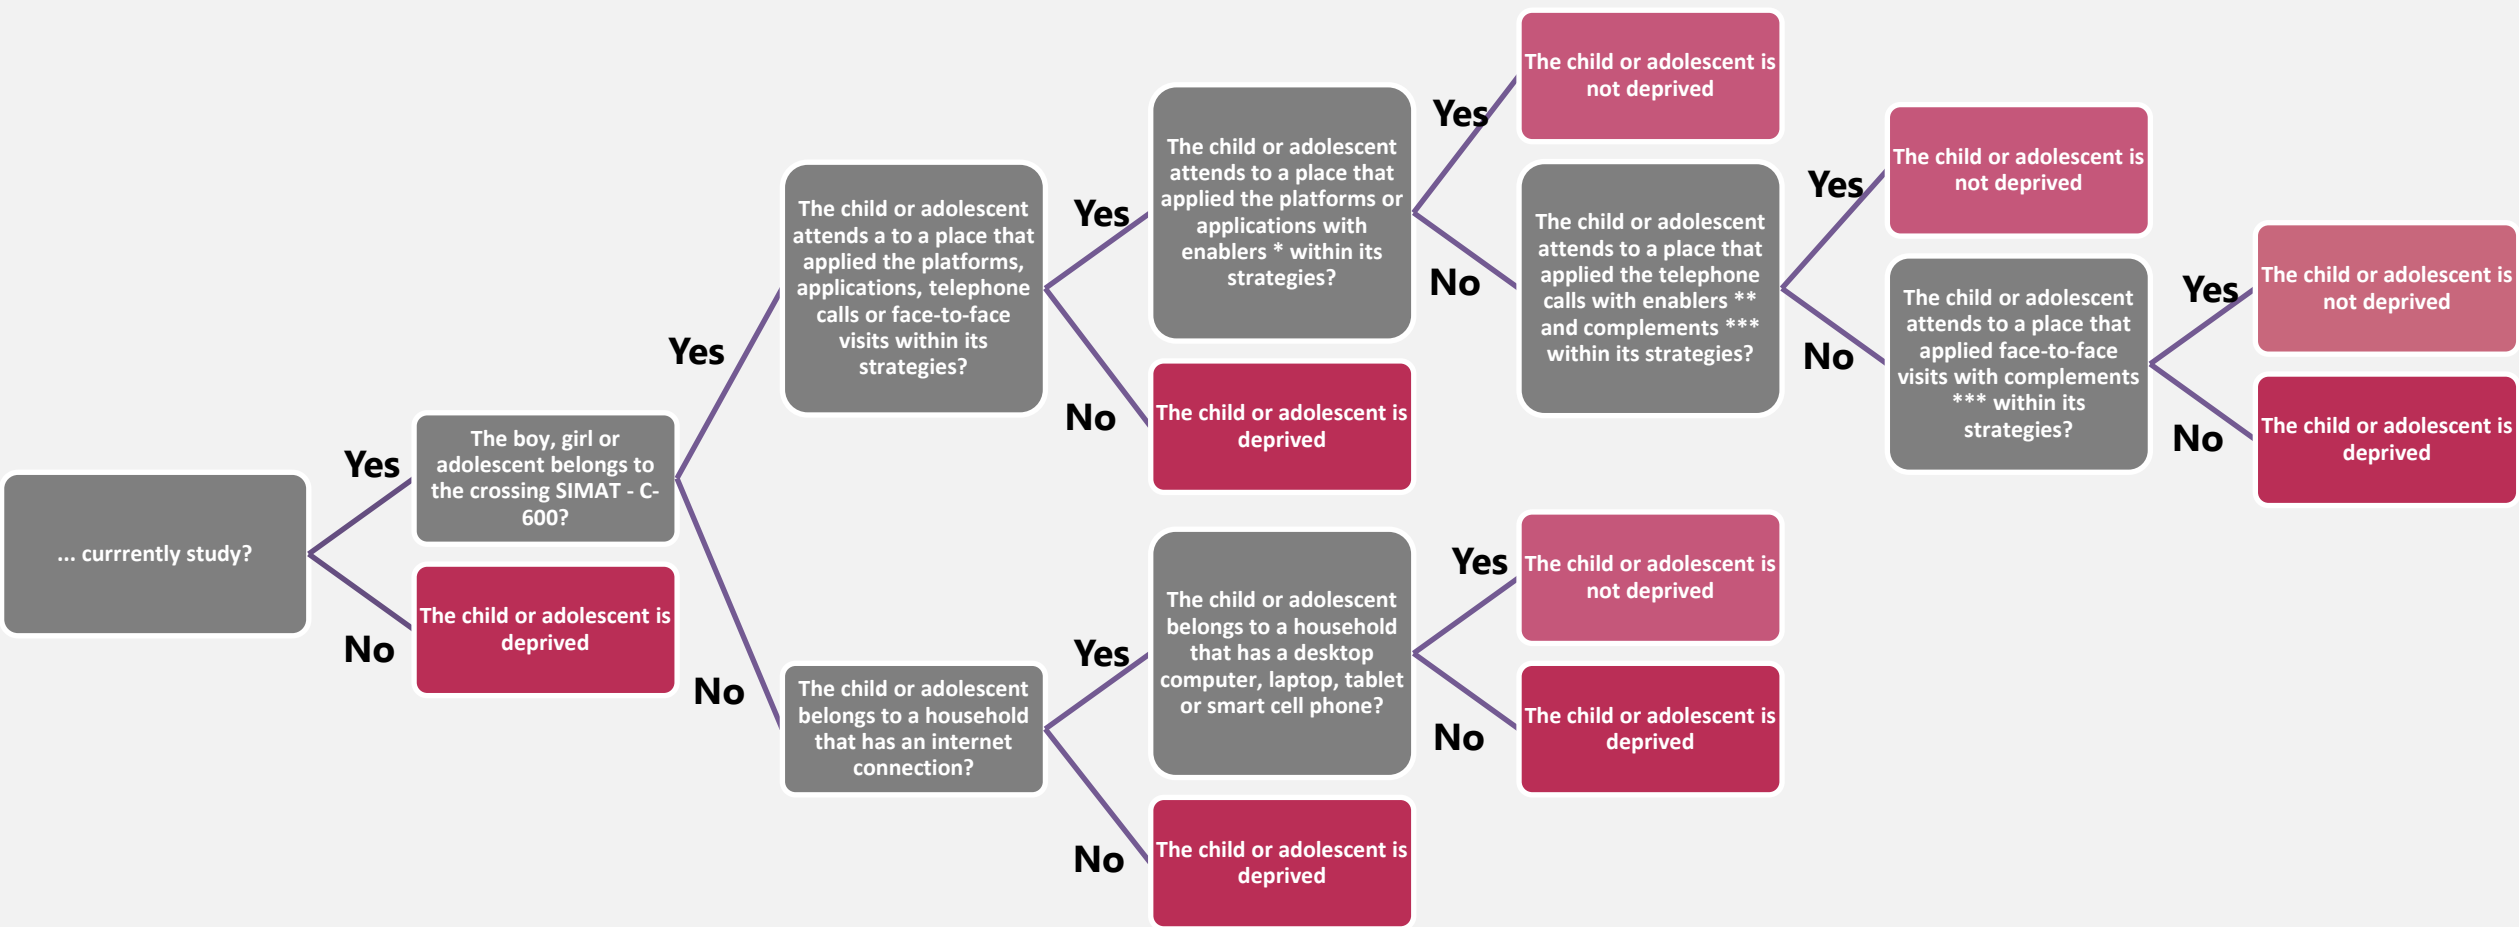 ... currrently study?
Yes
No
The boy, girl or
adolescent belongs to
the crossing SIMAT - C-
600?
The child or adolescent is
deprived
Yes
No
The child or adolescent
attends a to a place that
applied the platforms,
applications, telephone
calls or face-to-face
visits within its
strategies?
The child or adolescent
belongs to a household
that has an internet
connection?
Yes
No
Yes
No
The child or adolescent
attends to a place that
applied the platforms or
applications with
enablers * within its
strategies?
The child or adolescent is
deprived
The child or adolescent
belongs to a household
that has a desktop
computer, laptop, tablet
or smart cell phone?
The child or adolescent is
deprived
Yes
No
Yes
No
The child or adolescent is
not deprived
The child or adolescent
attends to a place that
applied the telephone
calls with enablers **
and complements ***
within its strategies?
The child or adolescent is
not deprived
The child or adolescent is
deprived
Yes
No
The child or adolescent is
not deprived
The child or adolescent
attends to a place that
applied face-to-face
visits with complements
*** within its
strategies?
Yes
No
The child or adolescent is
not deprived
The child or adolescent is
deprived